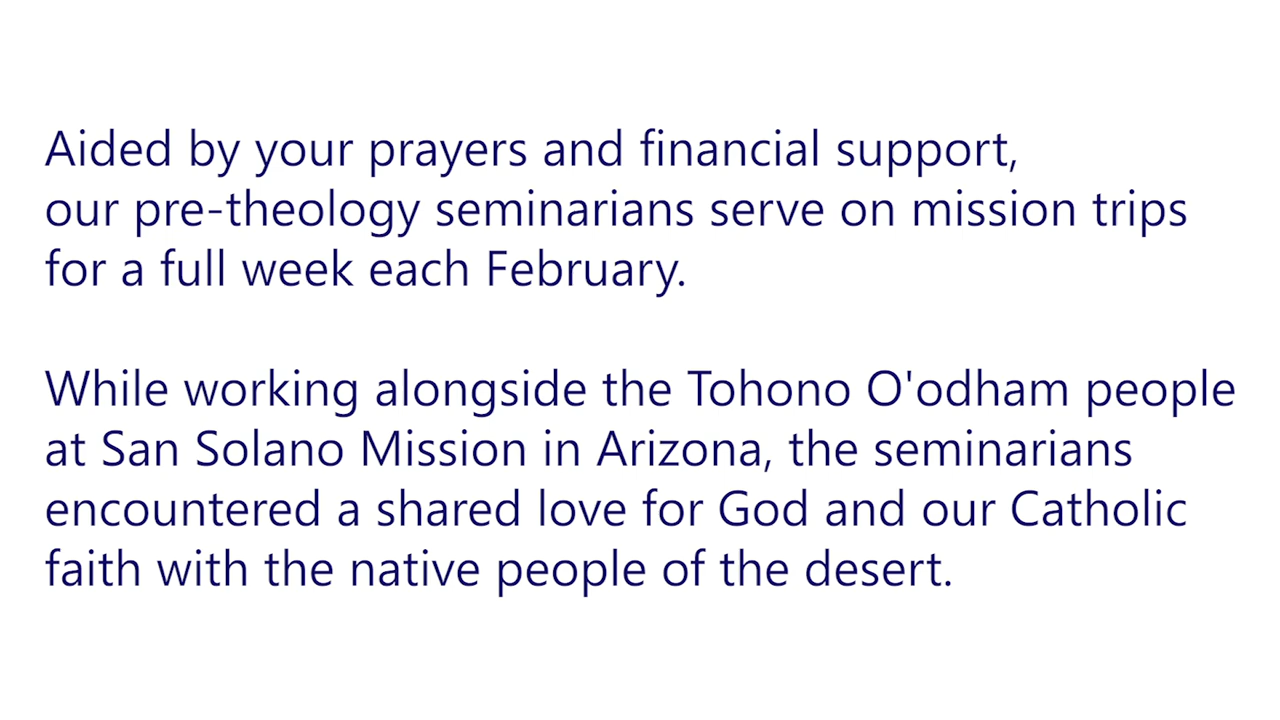 Aided by your prayers and financial support,
our pre-theology seminarians serve on mission trips
for a full week each February.
While working alongside the Tohono O'odham people
at San Solano Mission in Arizona, the seminarians
encountered a shared love for God and our Catholic
faith with the native people of the desert.